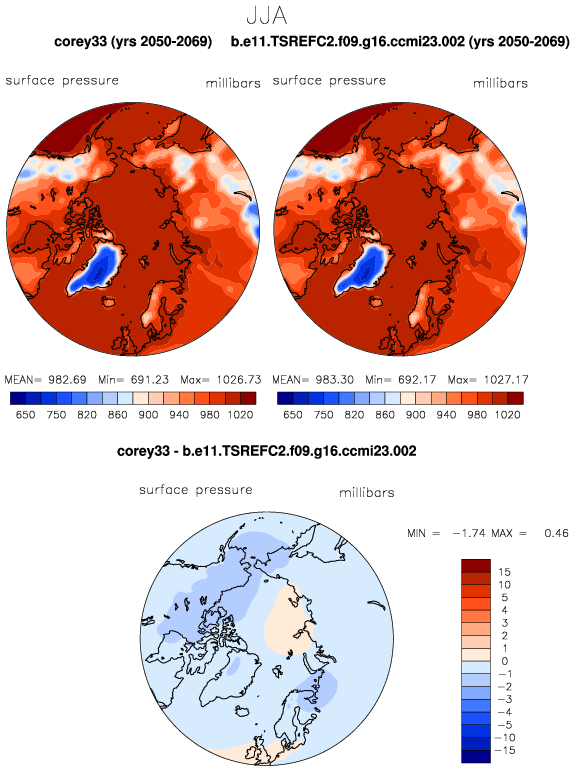 JJA
corey33 (yrs 2050-2069) b.e11.TSREFC2.f09.g16.ccmi23.002 (yrs 2050-2069)
surface pressure millibars surface pressure millibars
MEAN= 982.69 Min= 691.23 Max= 1026.73 MEAN= 983.30 Min= 692.17 Max= 1027.17
650 750 820 860 900 940 980 1020 650 750 820 860 900 940 980 1020
corey33 - b.e11.TSREFC2.f09.g16.ccmi23.002
surface pressure millibars
MIN = -1.74 MAX = 0.46
15
10
5
4
3
2
1
0
-1
-2
-3
-4
-5
-10
-15